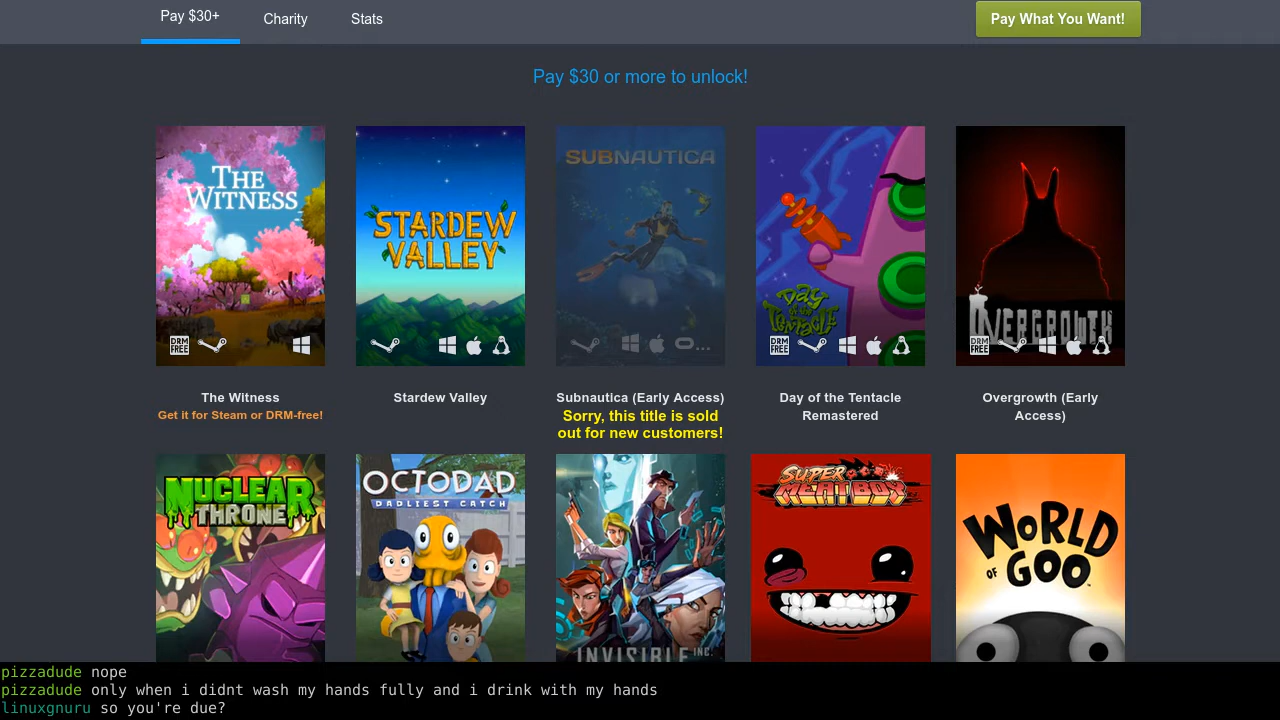 Pay $30+
Charity
Stats
Pay What You Want!
Pay $30 or more to unlock!
THE
WITNESS
DRM
FREE
STARDEW
VALLEY
SUBNAUTICA
...
Day
of the
Tentacle
DRM
FREE
OVERGROWTH
DRM
FREE
The Witness
Get it for Steam or DRM-free!
Stardew Valley
Subnautica (Early Access)
Sorry, this title is sold
out for new customers!
Day of the Tentacle
Remastered
Overgrowth (Early
Access)
NUCLEAR
THRONE
OCTODAD
DADLIEST CATCH
INVISIBLE INC.
SUPER
MEAT BOY
WORLD
OF GOO
pizzadude nope
pizzadude only when i didnt wash my hands fully and i drink with my hands
linuxgnuru so you're due?